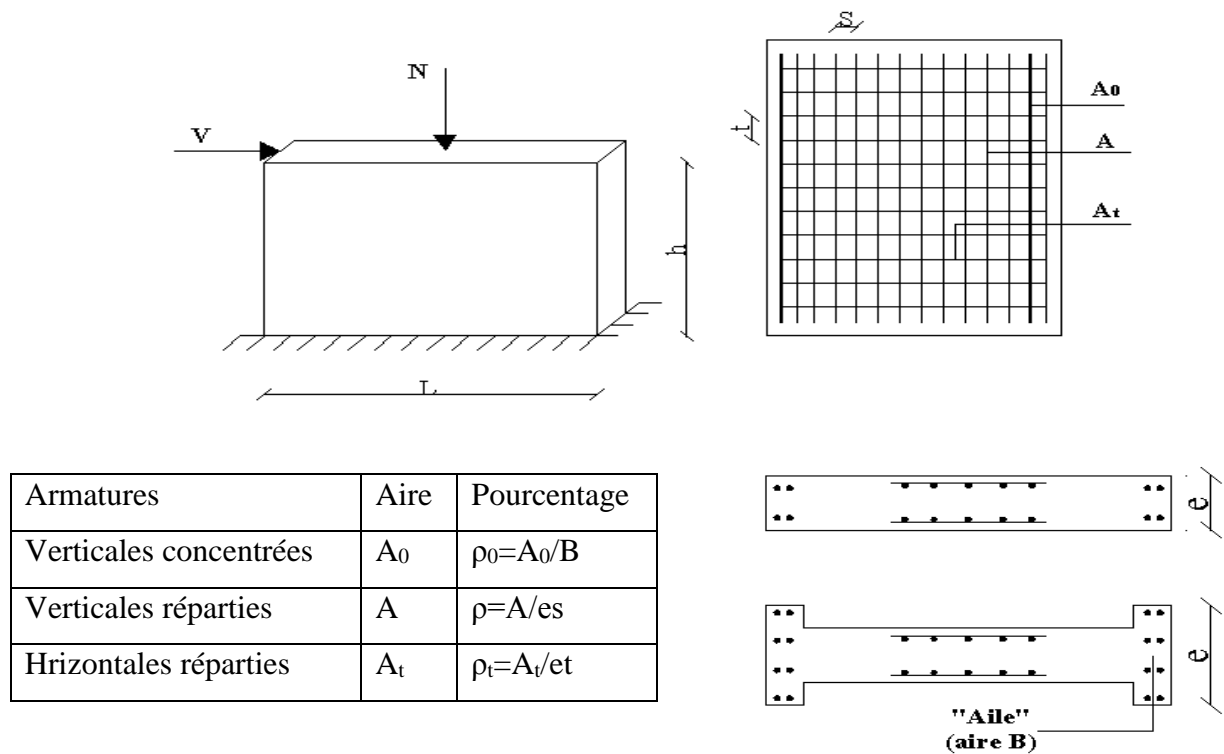 S
N
V
h
L
t
A₀
A
Aₜ
Armatures Aire Pourcentage
Verticales concentrées A₀ ρ₀=A₀/B
Verticales réparties A ρ=A/es
Hrizontales réparties Aₜ ρₜ=Aₜ/et
e
e
"Aile"
(aire B)